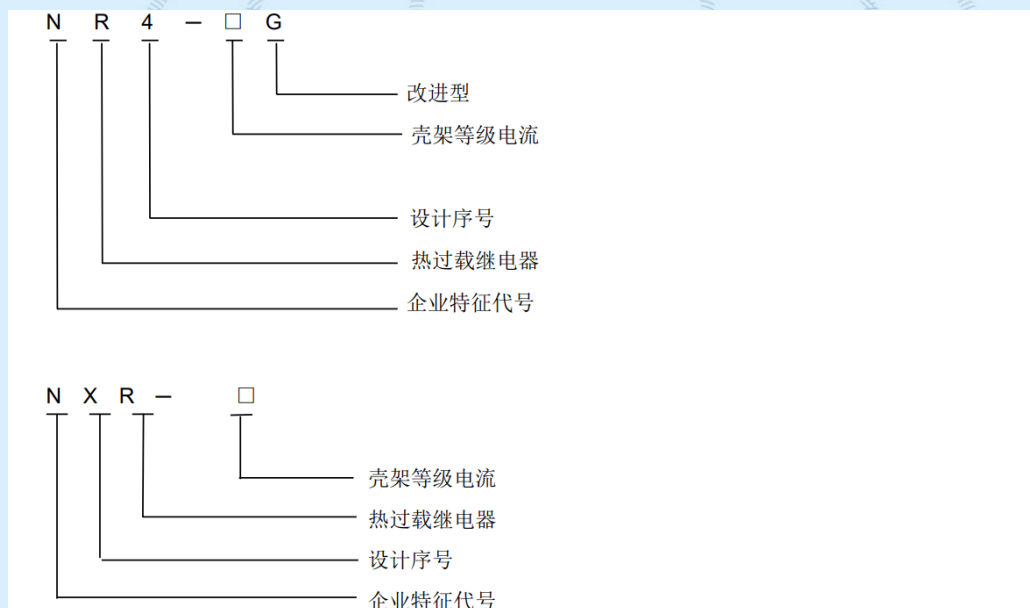 N R 4 － □ G
改进型
壳架等级电流
设计序号
热过载继电器
企业特征代号
N X R － □
壳架等级电流
热过载继电器
设计序号
企业特征代号